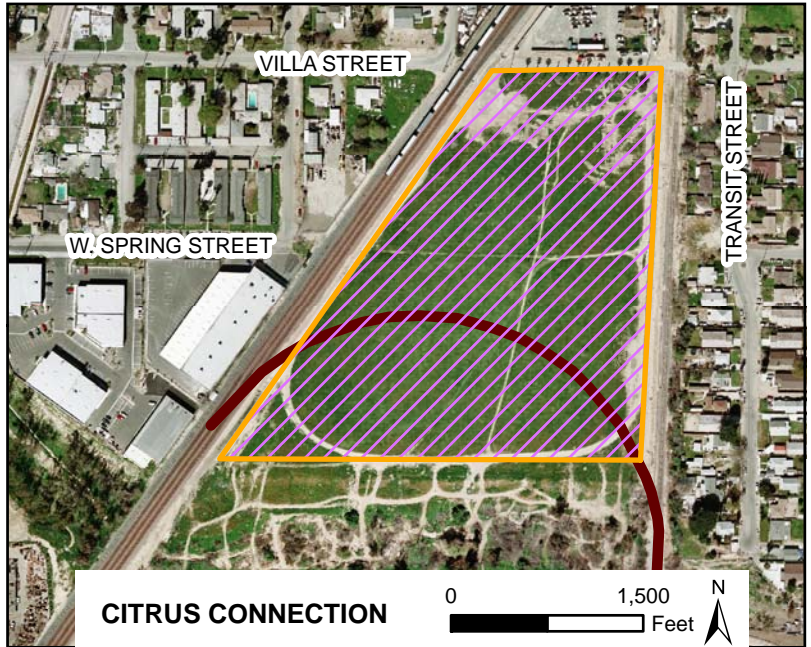 VILLA STREET
TRANSIT STREET
W. SPRING STREET
CITRUS CONNECTION
0 1,500
Feet
N